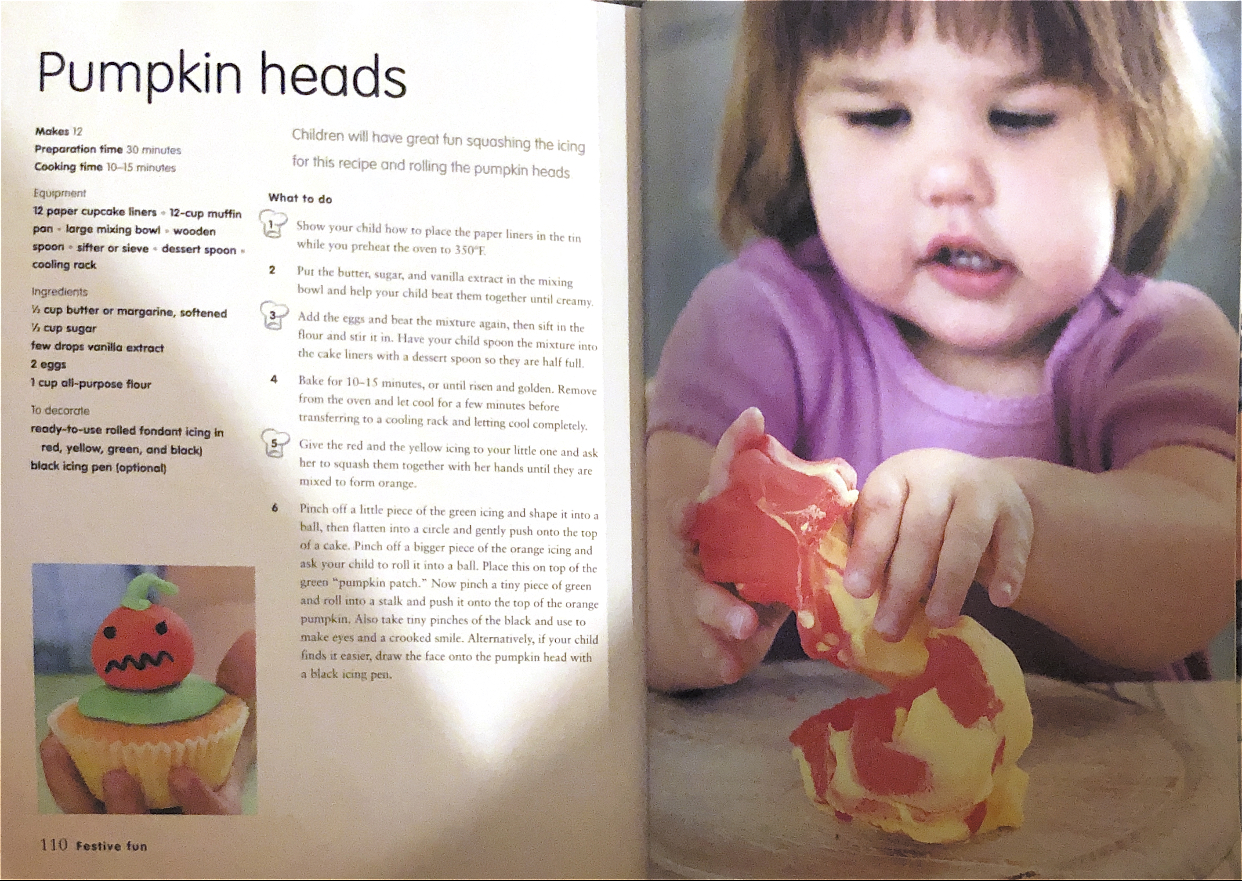 Pumpkin heads
Makes 12
Preparation time 30 minutes
Cooking time 10–15 minutes
Equipment
12 paper cupcake liners • 12-cup muffin
pan • large mixing bowl • wooden
spoon • sifter or sieve • dessert spoon •
cooling rack
Ingredients
½ cup butter or margarine, softened
½ cup sugar
few drops vanilla extract
2 eggs
1 cup all-purpose flour
To decorate
ready-to-use rolled fondant icing in
red, yellow, green, and black)
black icing pen (optional)
Children will have great fun squashing the icing
for this recipe and rolling the pumpkin heads
What to do
1 Show your child how to place the paper liners in the tin
while you preheat the oven to 350°F.
2 Put the butter, sugar, and vanilla extract in the mixing
bowl and help your child beat them together until creamy.
3 Add the eggs and beat the mixture again, then sift in the
flour and stir it in. Have your child spoon the mixture into
the cake liners with a dessert spoon so they are half full.
4 Bake for 10–15 minutes, or until risen and golden. Remove
from the oven and let cool for a few minutes before
transferring to a cooling rack and letting cool completely.
5 Give the red and the yellow icing to your little one and ask
her to squash them together with her hands until they are
mixed to form orange.
6 Pinch off a little piece of the green icing and shape it into a
ball, then flatten into a circle and gently push onto the top
of a cake. Pinch off a bigger piece of the orange icing and
ask your child to roll it into a ball. Place this on top of the
green “pumpkin patch.” Now pinch a tiny piece of green
and roll into a stalk and push it onto the top of the orange
pumpkin. Also take tiny pinches of the black and use to
make eyes and a crooked smile. Alternatively, if your child
finds it easier, draw the face onto the pumpkin head with
a black icing pen.
110 Festive fun